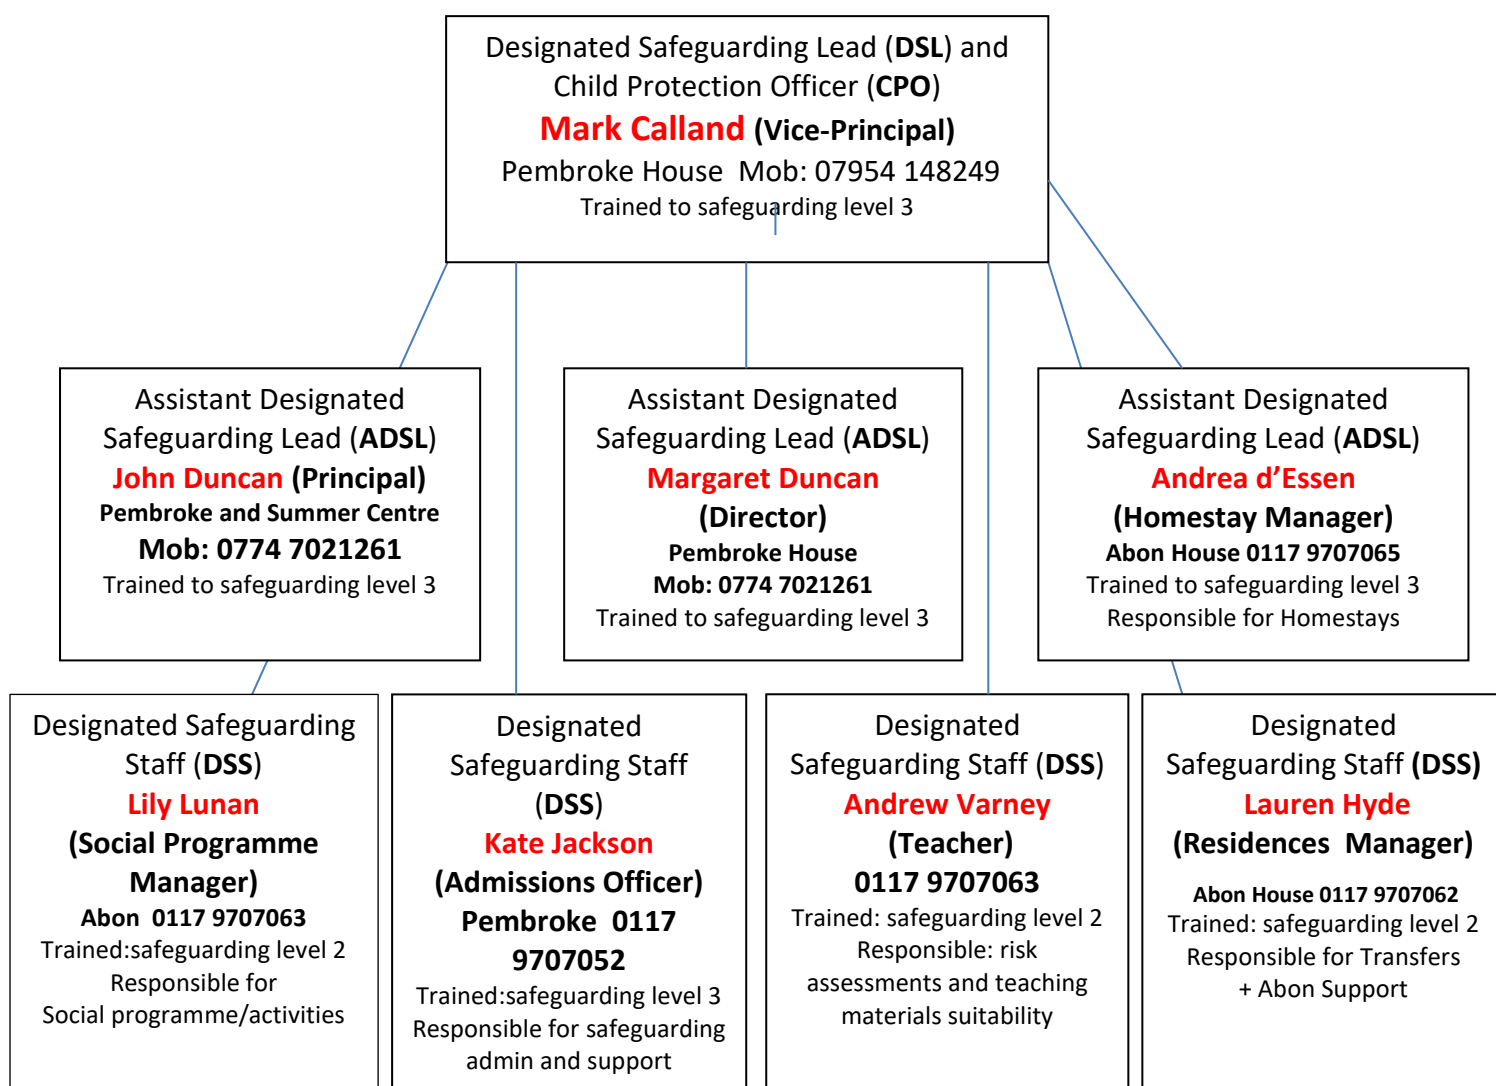 Designated Safeguarding Lead (DSL) and
Child Protection Officer (CPO)
Mark Calland (Vice-Principal)
Pembroke House  Mob: 07954 148249
Trained to safeguarding level 3
Assistant Designated
Safeguarding Lead (ADSL)
John Duncan (Principal)
Pembroke and Summer Centre
Mob: 0774 7021261
Trained to safeguarding level 3
Assistant Designated
Safeguarding Lead (ADSL)
Margaret Duncan
(Director)
Pembroke House
Mob: 0774 7021261
Trained to safeguarding level 3
Assistant Designated
Safeguarding Lead (ADSL)
Andrea d’Essen
(Homestay Manager)
Abon House 0117 9707065
Trained to safeguarding level 3
Responsible for Homestays
Designated Safeguarding
Staff (DSS)
Lily Lunan
(Social Programme
Manager)
Abon  0117 9707063
Trained:safeguarding level 2
Responsible for
Social programme/activities
Designated
Safeguarding Staff
(DSS)
Kate Jackson
(Admissions Officer)
Pembroke  0117
9707052
Trained:safeguarding level 3
Responsible for safeguarding
admin and support
Designated
Safeguarding Staff (DSS)
Andrew Varney
(Teacher)
0117 9707063
Trained: safeguarding level 2
Responsible: risk
assessments and teaching
materials suitability
Designated
Safeguarding Staff (DSS)
Lauren Hyde
(Residences  Manager)
Abon House 0117 9707062
Trained: safeguarding level 2
Responsible for Transfers
+ Abon Support